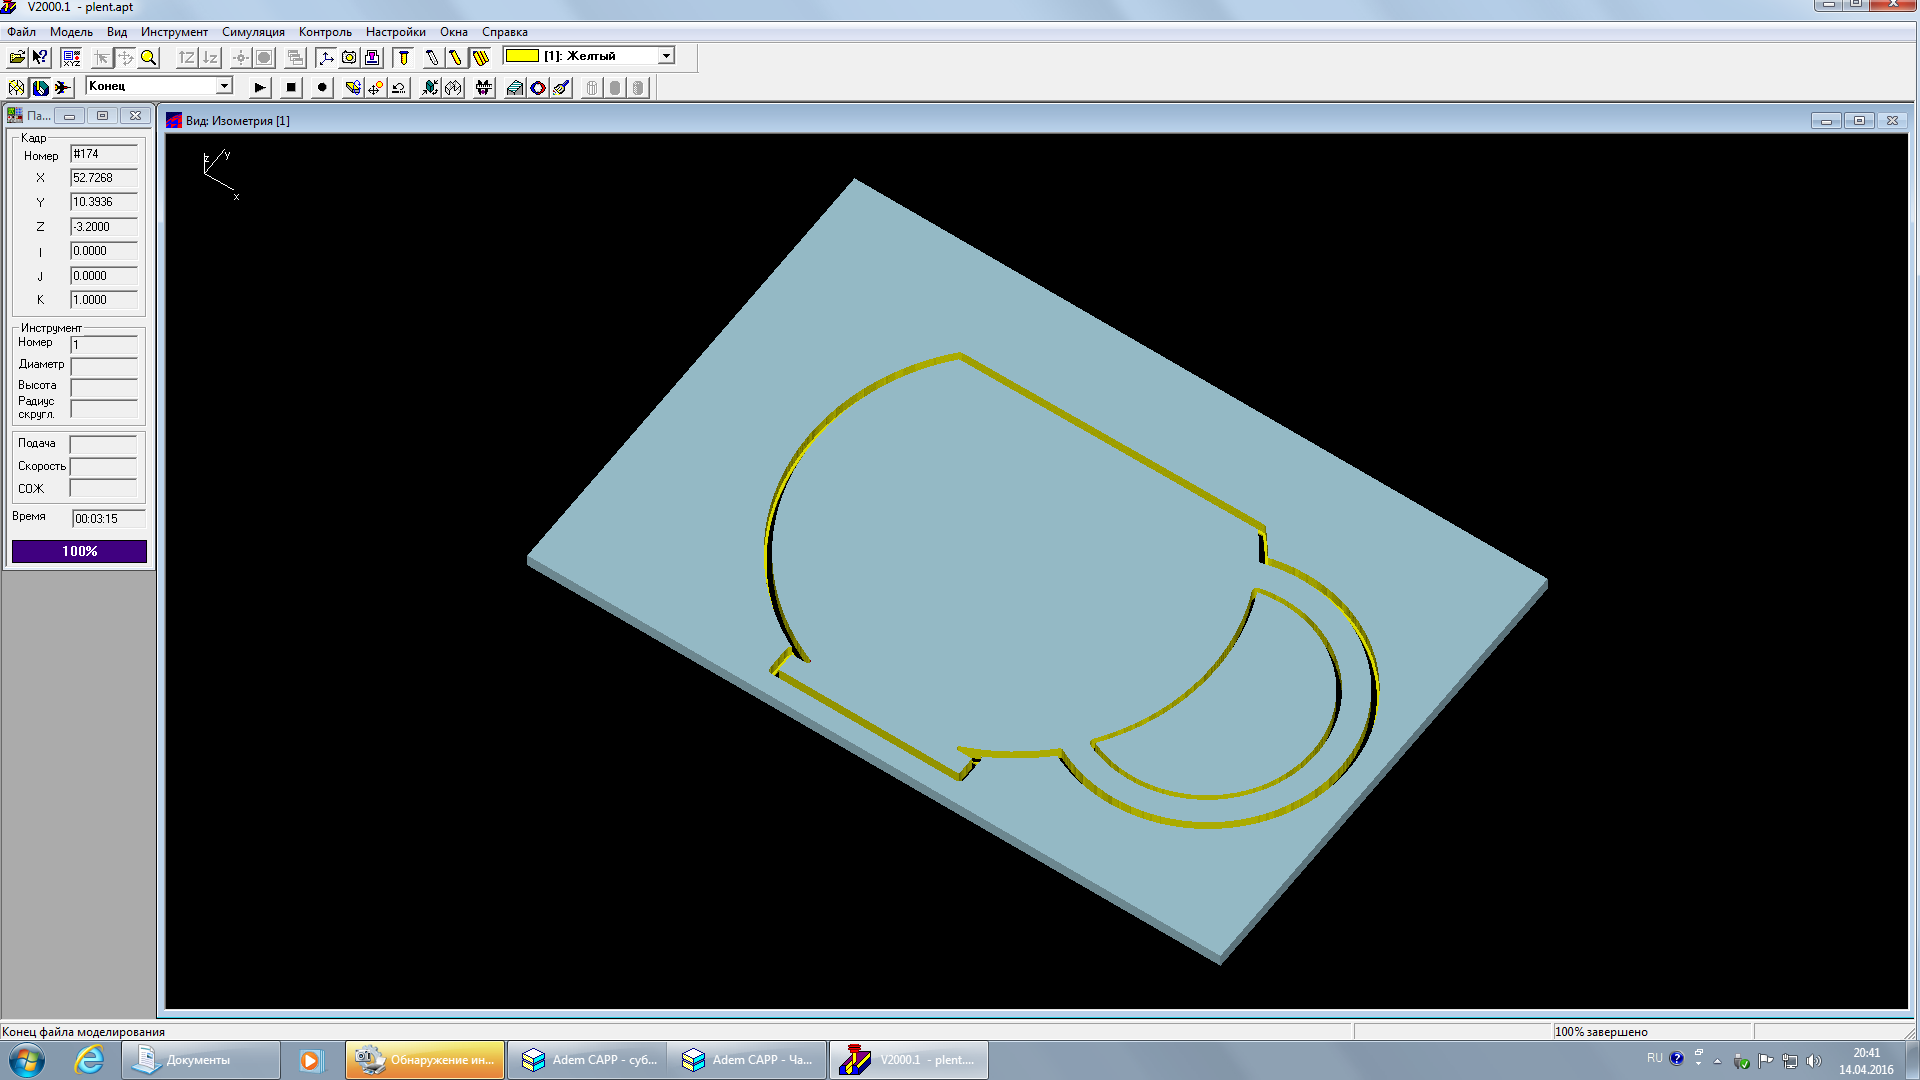 V2000.1 - plent.apt
Файл Модель Вид Инструмент Симуляция Контроль Настройки Окна Справка
XYZ
[1]: Желтый
Конец
Па...
Вид: Изометрия [1]
Кадр
Номер #174
X 52.7268
Y 10.3936
Z -3.2000
I 0.0000
J 0.0000
K 1.0000
Инструмент
Номер 1
Диаметр
Высота
Радиус
скругл.
Подача
Скорость
СОЖ
Время 00:03:15
100%
z y
x
Конец файла моделирования
100% завершено
Документы
Обнаружение ин...
Adem CAPP - суб...
Adem CAPP - Ча...
V2000.1 - plent....
RU
20:41
14.04.2016